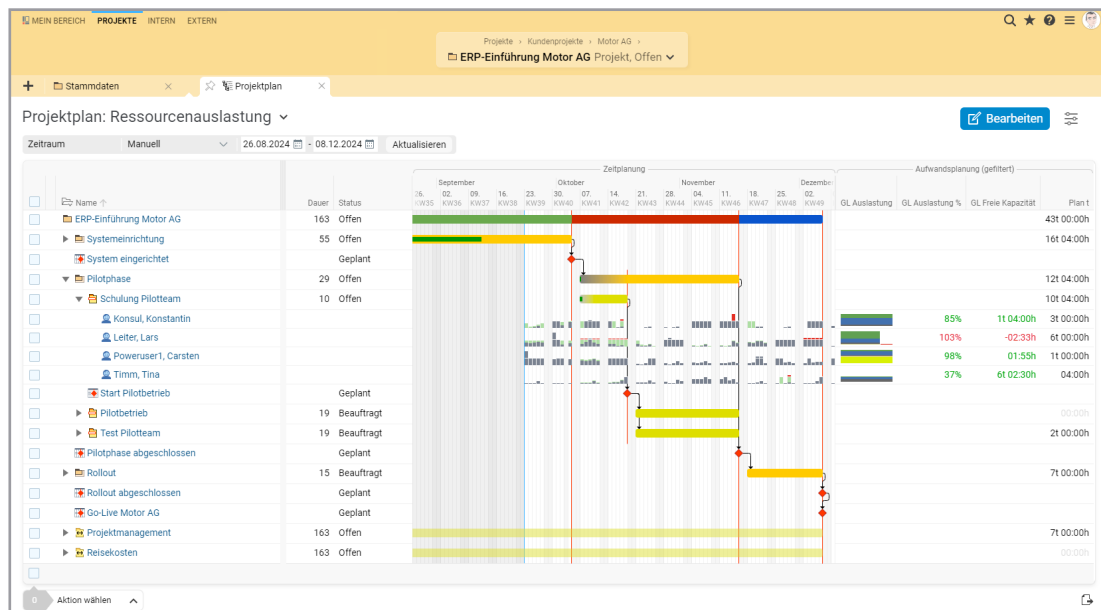 MEIN BEREICH PROJEKTE INTERN EXTERN
Projekte › Kundenprojekte › Motor AG ›
ERP-Einführung Motor AG Projekt, Offen
+ Stammdaten × Projektplan ×
Projektplan: Ressourcenauslastung
Bearbeiten
Zeitraum Manuell 26.08.2024 - 08.12.2024 Aktualisieren
Zeitplanung Aufwandsplanung (gefiltert)
September Oktober November Dezember
26. 02. 09. 16. 23. 30. 07. 14. 21. 28. 04. 11. 18. 25. 02.
Name Dauer Status KW35 KW36 KW37 KW38 KW39 KW40 KW41 KW42 KW43 KW44 KW45 KW46 KW47 KW48 KW49 GL Auslastung GL Auslastung % GL Freie Kapazität Plan t
ERP-Einführung Motor AG 163 Offen 43t 00:00h
Systemeinrichtung 55 Offen 16t 04:00h
System eingerichtet Geplant
Pilotphase 29 Offen 12t 04:00h
Schulung Pilotteam 10 Offen 10t 04:00h
Konsul, Konstantin 85% 1t 04:00h 3t 00:00h
Leiter, Lars 103% -02:33h 6t 00:00h
Poweruser1, Carsten 98% 01:55h 1t 00:00h
Timm, Tina 37% 6t 02:30h 04:00h
Start Pilotbetrieb Geplant
Pilotbetrieb 19 Beauftragt 00:00h
Test Pilotteam 19 Beauftragt 2t 00:00h
Pilotphase abgeschlossen Geplant
Rollout 15 Beauftragt 7t 00:00h
Rollout abgeschlossen Geplant
Go-Live Motor AG Geplant
Projektmanagement 163 Offen 7t 00:00h
Reisekosten 163 Offen 00:00h
0 Aktion wählen